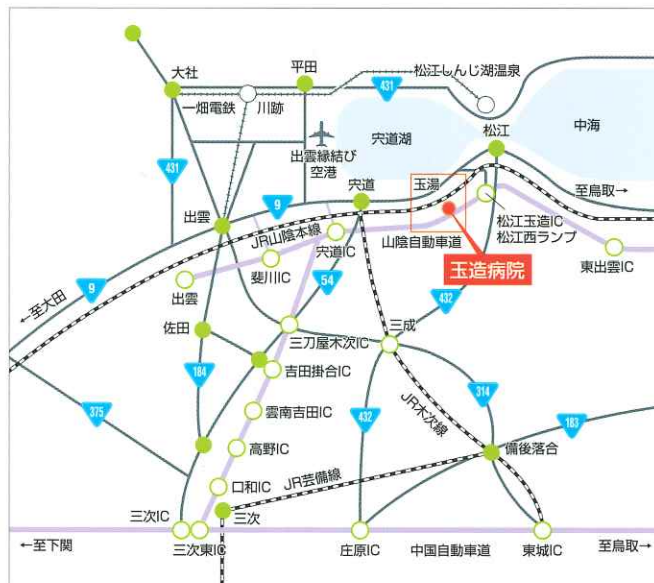 大社
平田
松江しんじ湖温泉
一畑電鉄
川跡
431
出雲縁結び
空港
宍道湖
松江
中海
431
宍道
玉湯
至鳥取→
9
出雲
JR山陰本線
宍道IC
山陰自動車道
松江玉造IC
松江西ランプ
斐川IC
玉造病院
東出雲IC
出雲
54
9
←至大田
432
佐田
三刀屋木次IC
三成
184
吉田掛合IC
314
375
雲南吉田IC
432
JR木次線
183
高野IC
備後落合
JR芸備線
口和IC
三次IC
三次
←至下関
三次東IC
庄原IC
中国自動車道
東城IC
至鳥取→